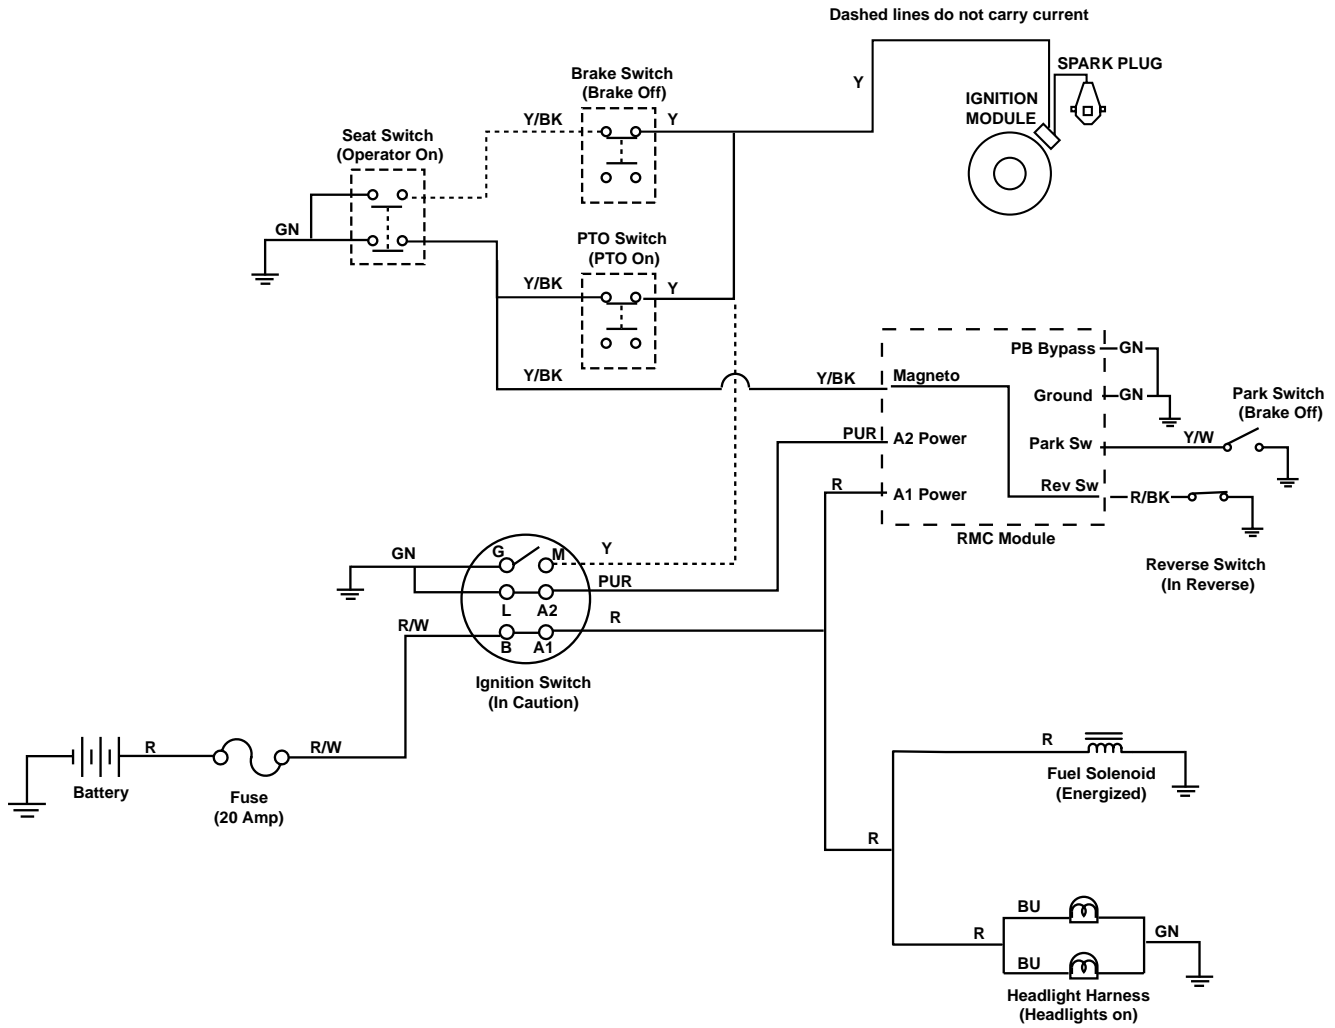 Dashed lines do not carry current
SPARK PLUG
Y
IGNITION
MODULE
Brake Switch
(Brake Off)
Y/BK
Y
Seat Switch
(Operator On)
GN
PTO Switch
(PTO On)
Y/BK
Y
Y/BK
Y/BK
Magneto
PB Bypass
GN
Ground
GN
Park Switch
(Brake Off)
PUR
A2 Power
Park Sw
Y/W
R
A1 Power
Rev Sw
R/BK
RMC Module
Reverse Switch
(In Reverse)
GN
G
M
Y
L
A2
PUR
R/W
B
A1
R
Ignition Switch
(In Caution)
R
R/W
Battery
Fuse
(20 Amp)
R
Fuel Solenoid
(Energized)
R
R
BU
BU
GN
Headlight Harness
(Headlights on)